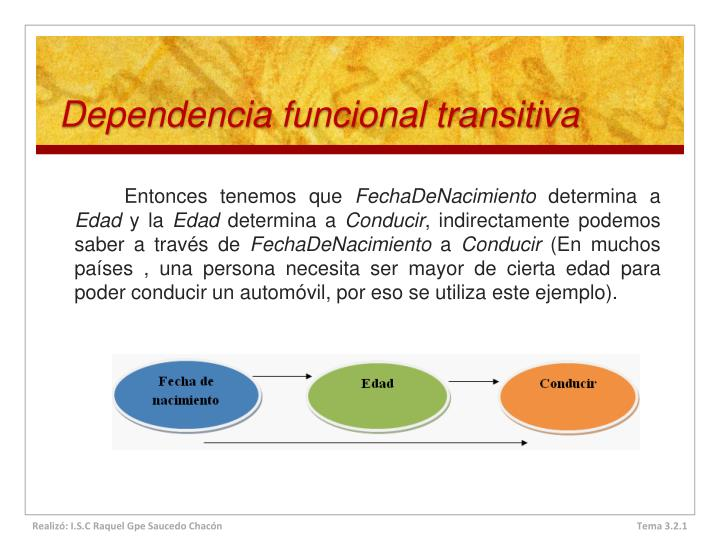 Dependencia funcional transitiva
Entonces tenemos que FechaDeNacimiento determina a
Edad y la Edad determina a Conducir, indirectamente podemos
saber a través de FechaDeNacimiento a Conducir (En muchos
países , una persona necesita ser mayor de cierta edad para
poder conducir un automóvil, por eso se utiliza este ejemplo).
Fecha de
nacimiento
Edad
Conducir
Realizó: I.S.C Raquel Gpe Saucedo Chacón
Tema 3.2.1